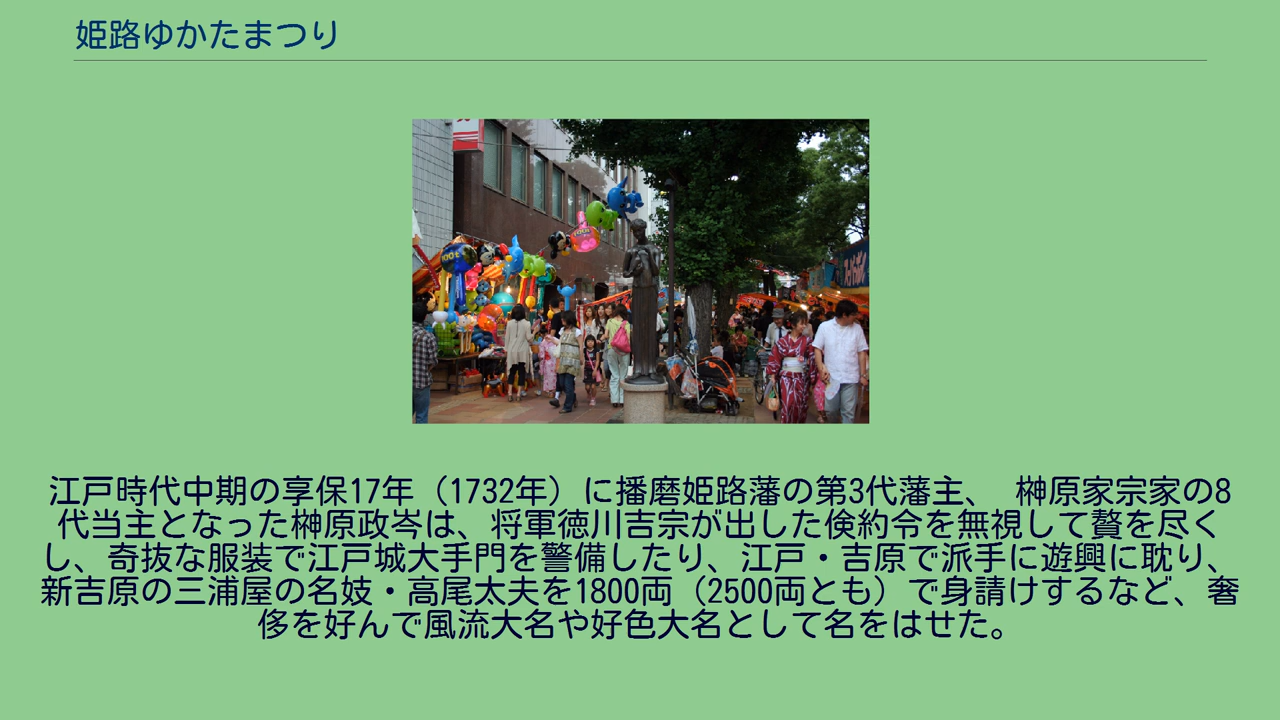 姫路ゆかたまつり
100t
江戸時代中期の享保17年（1732年）に播磨姫路藩の第3代藩主、 榊原家宗家の8
代当主となった榊原政岑は、将軍徳川吉宗が出した倹約令を無視して贅を尽く
し、奇抜な服装で江戸城大手門を警備したり、江戸・吉原で派手に遊興に耽り、
新吉原の三浦屋の名妓・高尾太夫を1800両（2500両とも）で身請けするなど、奢
侈を好んで風流大名や好色大名として名をはせた。